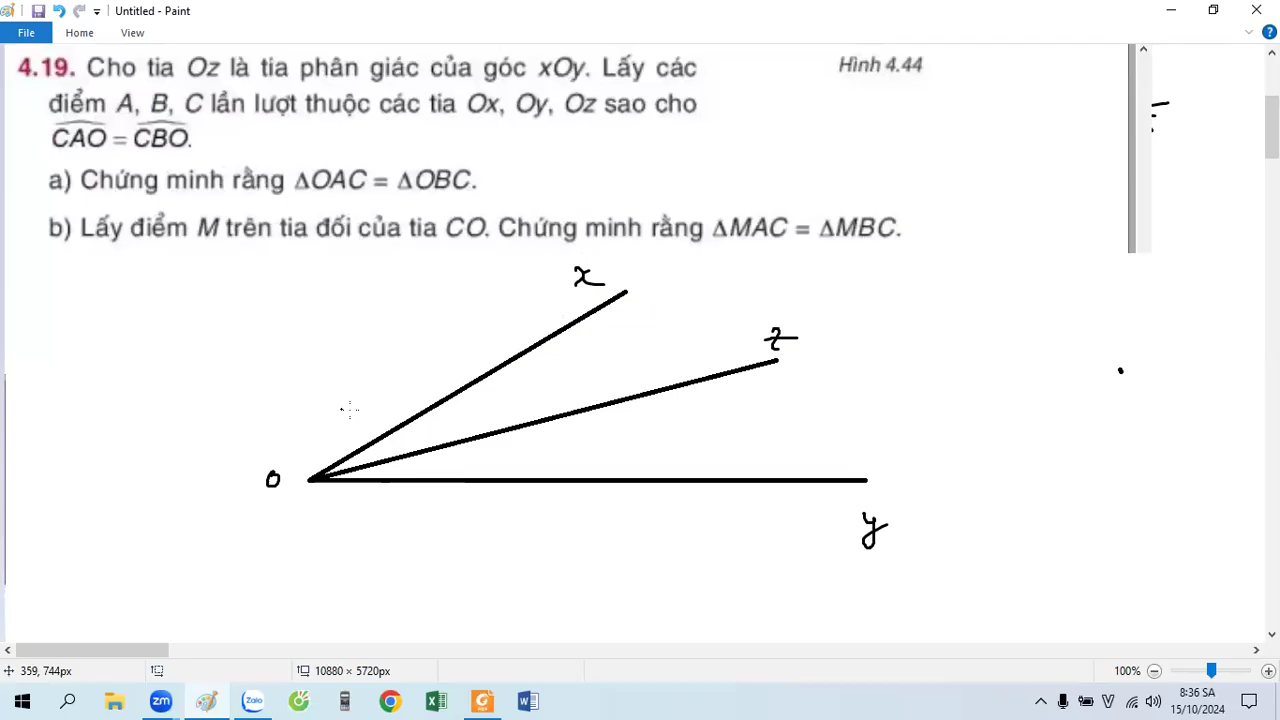 Untitled - Paint
File Home View
4.19. Cho tia Oz là tia phân giác của góc xOy. Lấy các
Hình 4.44
điểm A, B, C lần lượt thuộc các tia Ox, Oy, Oz sao cho
CAO = CBO.
a) Chứng minh rằng ΔOAC = ΔOBC.
b) Lấy điểm M trên tia đối của tia CO. Chứng minh rằng ΔMAC = ΔMBC.
x
z
O
y
359, 744px
10880 × 5720px
100%
zm
Zalo
8:36 SA
15/10/2024